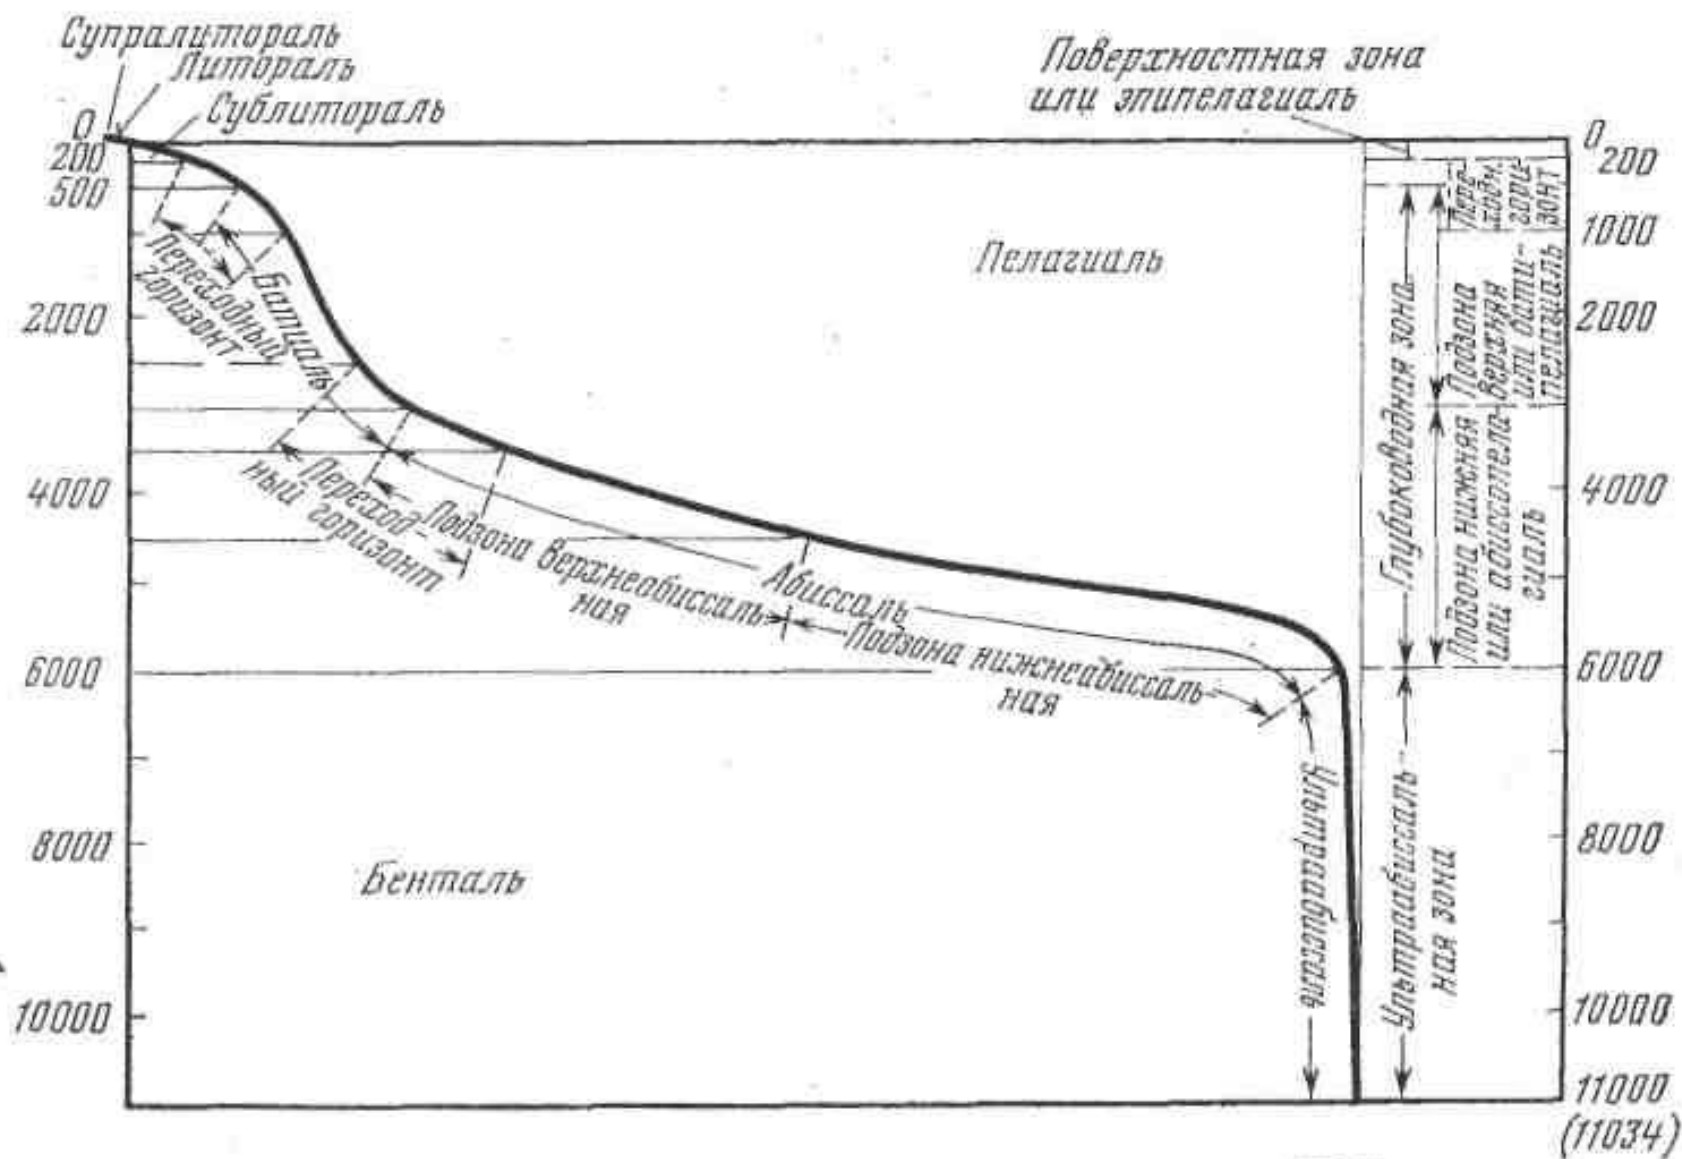 Супралитораль
Литораль
Сублитораль
Поверхностная зона
или эпипелагиаль
0
200
500
2000
4000
6000
8000
10000
Переходный
горизонт
Батиаль
Переход-
ный горизонт
Подзона верхнеабиссаль-
ная
Абиссаль
Подзона нижнеабиссаль-
ная
Ультраабиссаль
Пелагиаль
Бенталь
Глубоководная зона
Ультрабиссаль-
ная зона
Пере-
ходн.
гори-
зонт
Подзона
верхняя
или бати-
пелагиаль
Подзона нижняя
или абиссопела-
гиаль
0
200
1000
2000
4000
6000
8000
10000
11000
(11034)